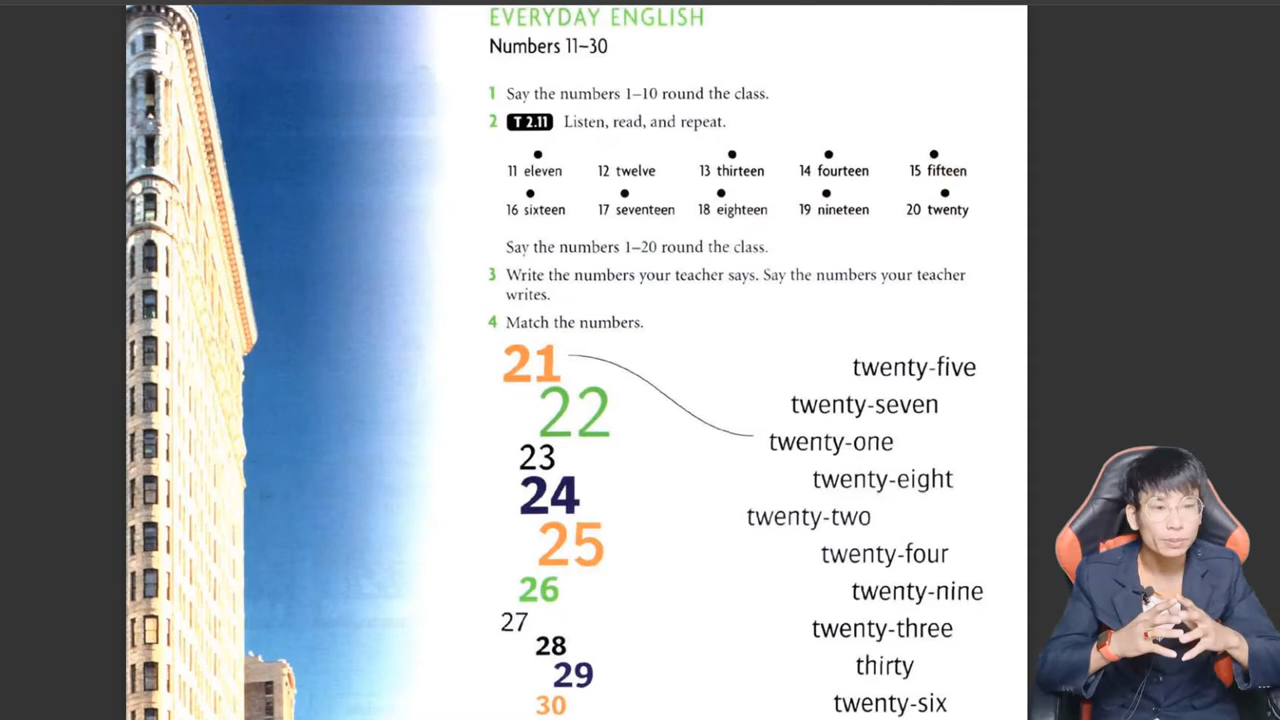 EVERYDAY ENGLISH
Numbers 11–30
1 Say the numbers 1–10 round the class.
2 T 2.11 Listen, read, and repeat.
11 eleven 12 twelve 13 thirteen 14 fourteen 15 fifteen
16 sixteen 17 seventeen 18 eighteen 19 nineteen 20 twenty
Say the numbers 1–20 round the class.
3 Write the numbers your teacher says. Say the numbers your teacher
writes.
4 Match the numbers.
21 twenty-five
22 twenty-seven
23 twenty-one
24 twenty-eight
25 twenty-two
26 twenty-four
27 twenty-nine
28 twenty-three
29 thirty
30 twenty-six